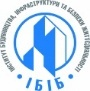 ІНСТИТУТ БУДІВНИЦТВА, ІНФРАСТРУКТУРИ ТА БЕЗПЕКИ ЖИТТЄДІЯЛЬНОСТІ
• ІБІБ •